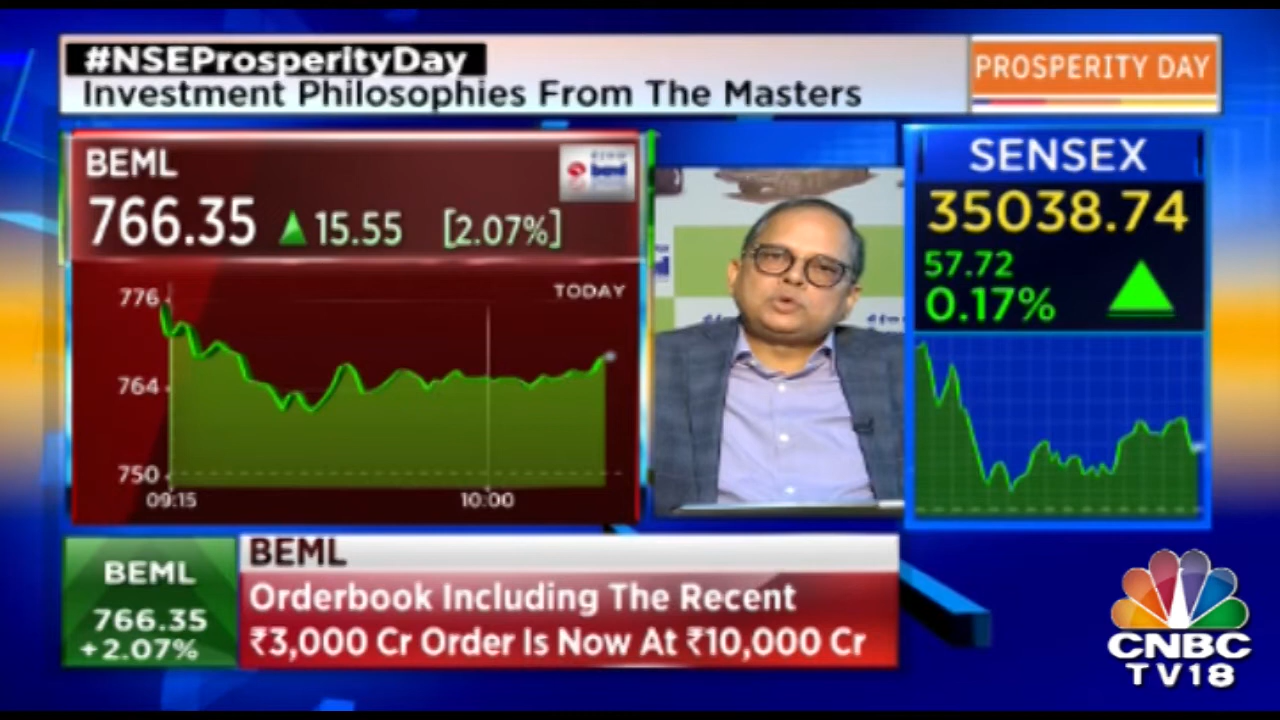 #NSEProsperityDay
Investment Philosophies From The Masters
PROSPERITY DAY
BEML
766.35 ▲ 15.55 [2.07%]
TODAY
776
764
750
09:15
10:00
SENSEX
35038.74
57.72
0.17%
BEML
766.35
+2.07%
BEML
Orderbook Including The Recent
₹3,000 Cr Order Is Now At ₹10,000 Cr
CNBC
TV18